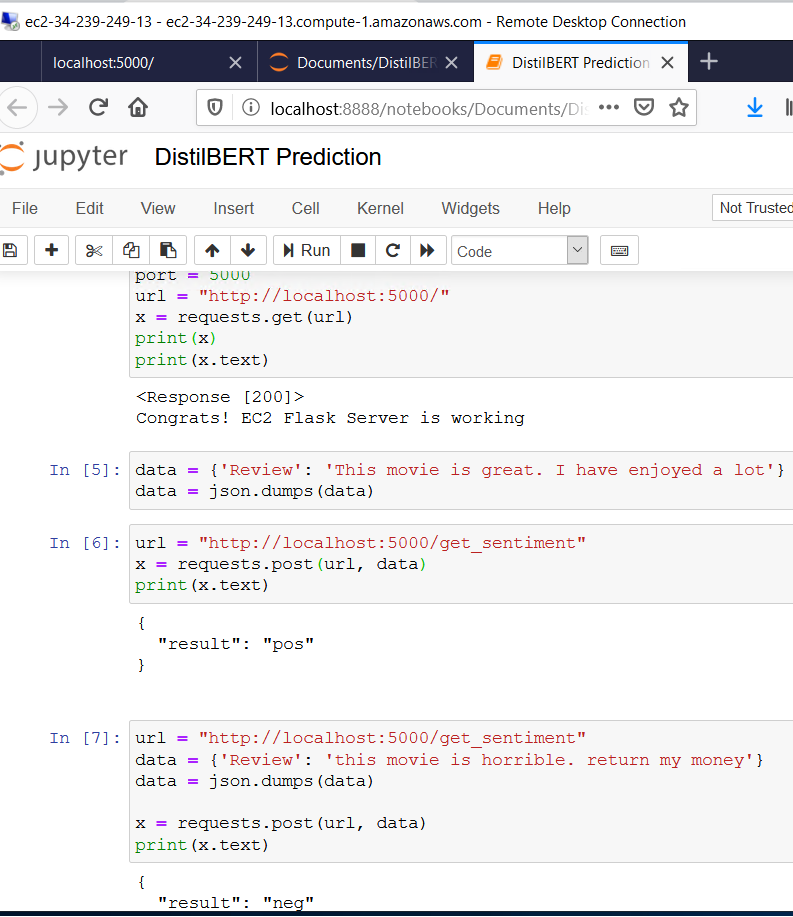 ec2-34-239-249-13 - ec2-34-239-249-13.compute-1.amazonaws.com - Remote Desktop Connection
localhost:5000/ Documents/DistilBER DistilBERT Prediction
localhost:8888/notebooks/Documents/Dis
jupyter DistilBERT Prediction
File Edit View Insert Cell Kernel Widgets Help Not Trusted
Run Code
port = 5000
url = "http://localhost:5000/"
x = requests.get(url)
print(x)
print(x.text)
<Response [200]>
Congrats! EC2 Flask Server is working
In [5]: data = {'Review': 'This movie is great. I have enjoyed a lot'}
data = json.dumps(data)
In [6]: url = "http://localhost:5000/get_sentiment"
x = requests.post(url, data)
print(x.text)
{
"result": "pos"
}
In [7]: url = "http://localhost:5000/get_sentiment"
data = {'Review': 'this movie is horrible. return my money'}
data = json.dumps(data)
x = requests.post(url, data)
print(x.text)
{
"result": "neg"